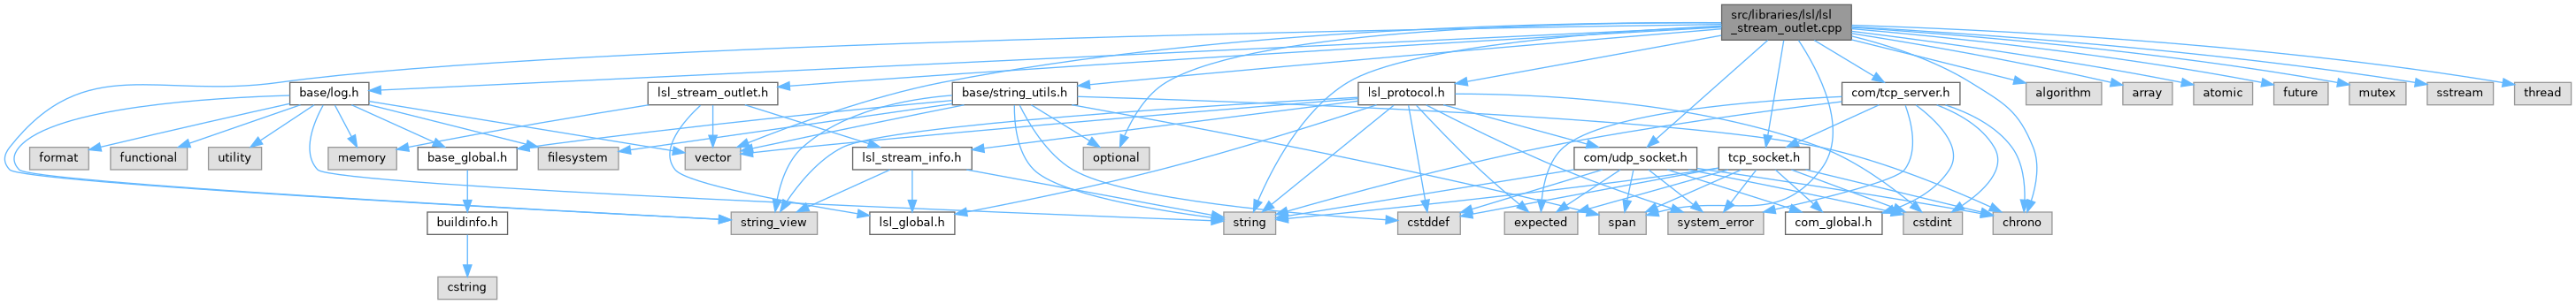 src/libraries/lsl/lsl
_stream_outlet.cpp
base/log.h
lsl_stream_outlet.h
base/string_utils.h
lsl_protocol.h
com/tcp_server.h
algorithm
array
atomic
future
mutex
sstream
thread
format
functional
utility
memory
base_global.h
filesystem
vector
lsl_stream_info.h
optional
com/udp_socket.h
tcp_socket.h
buildinfo.h
string_view
lsl_global.h
string
cstddef
expected
span
system_error
com_global.h
cstdint
chrono
cstring